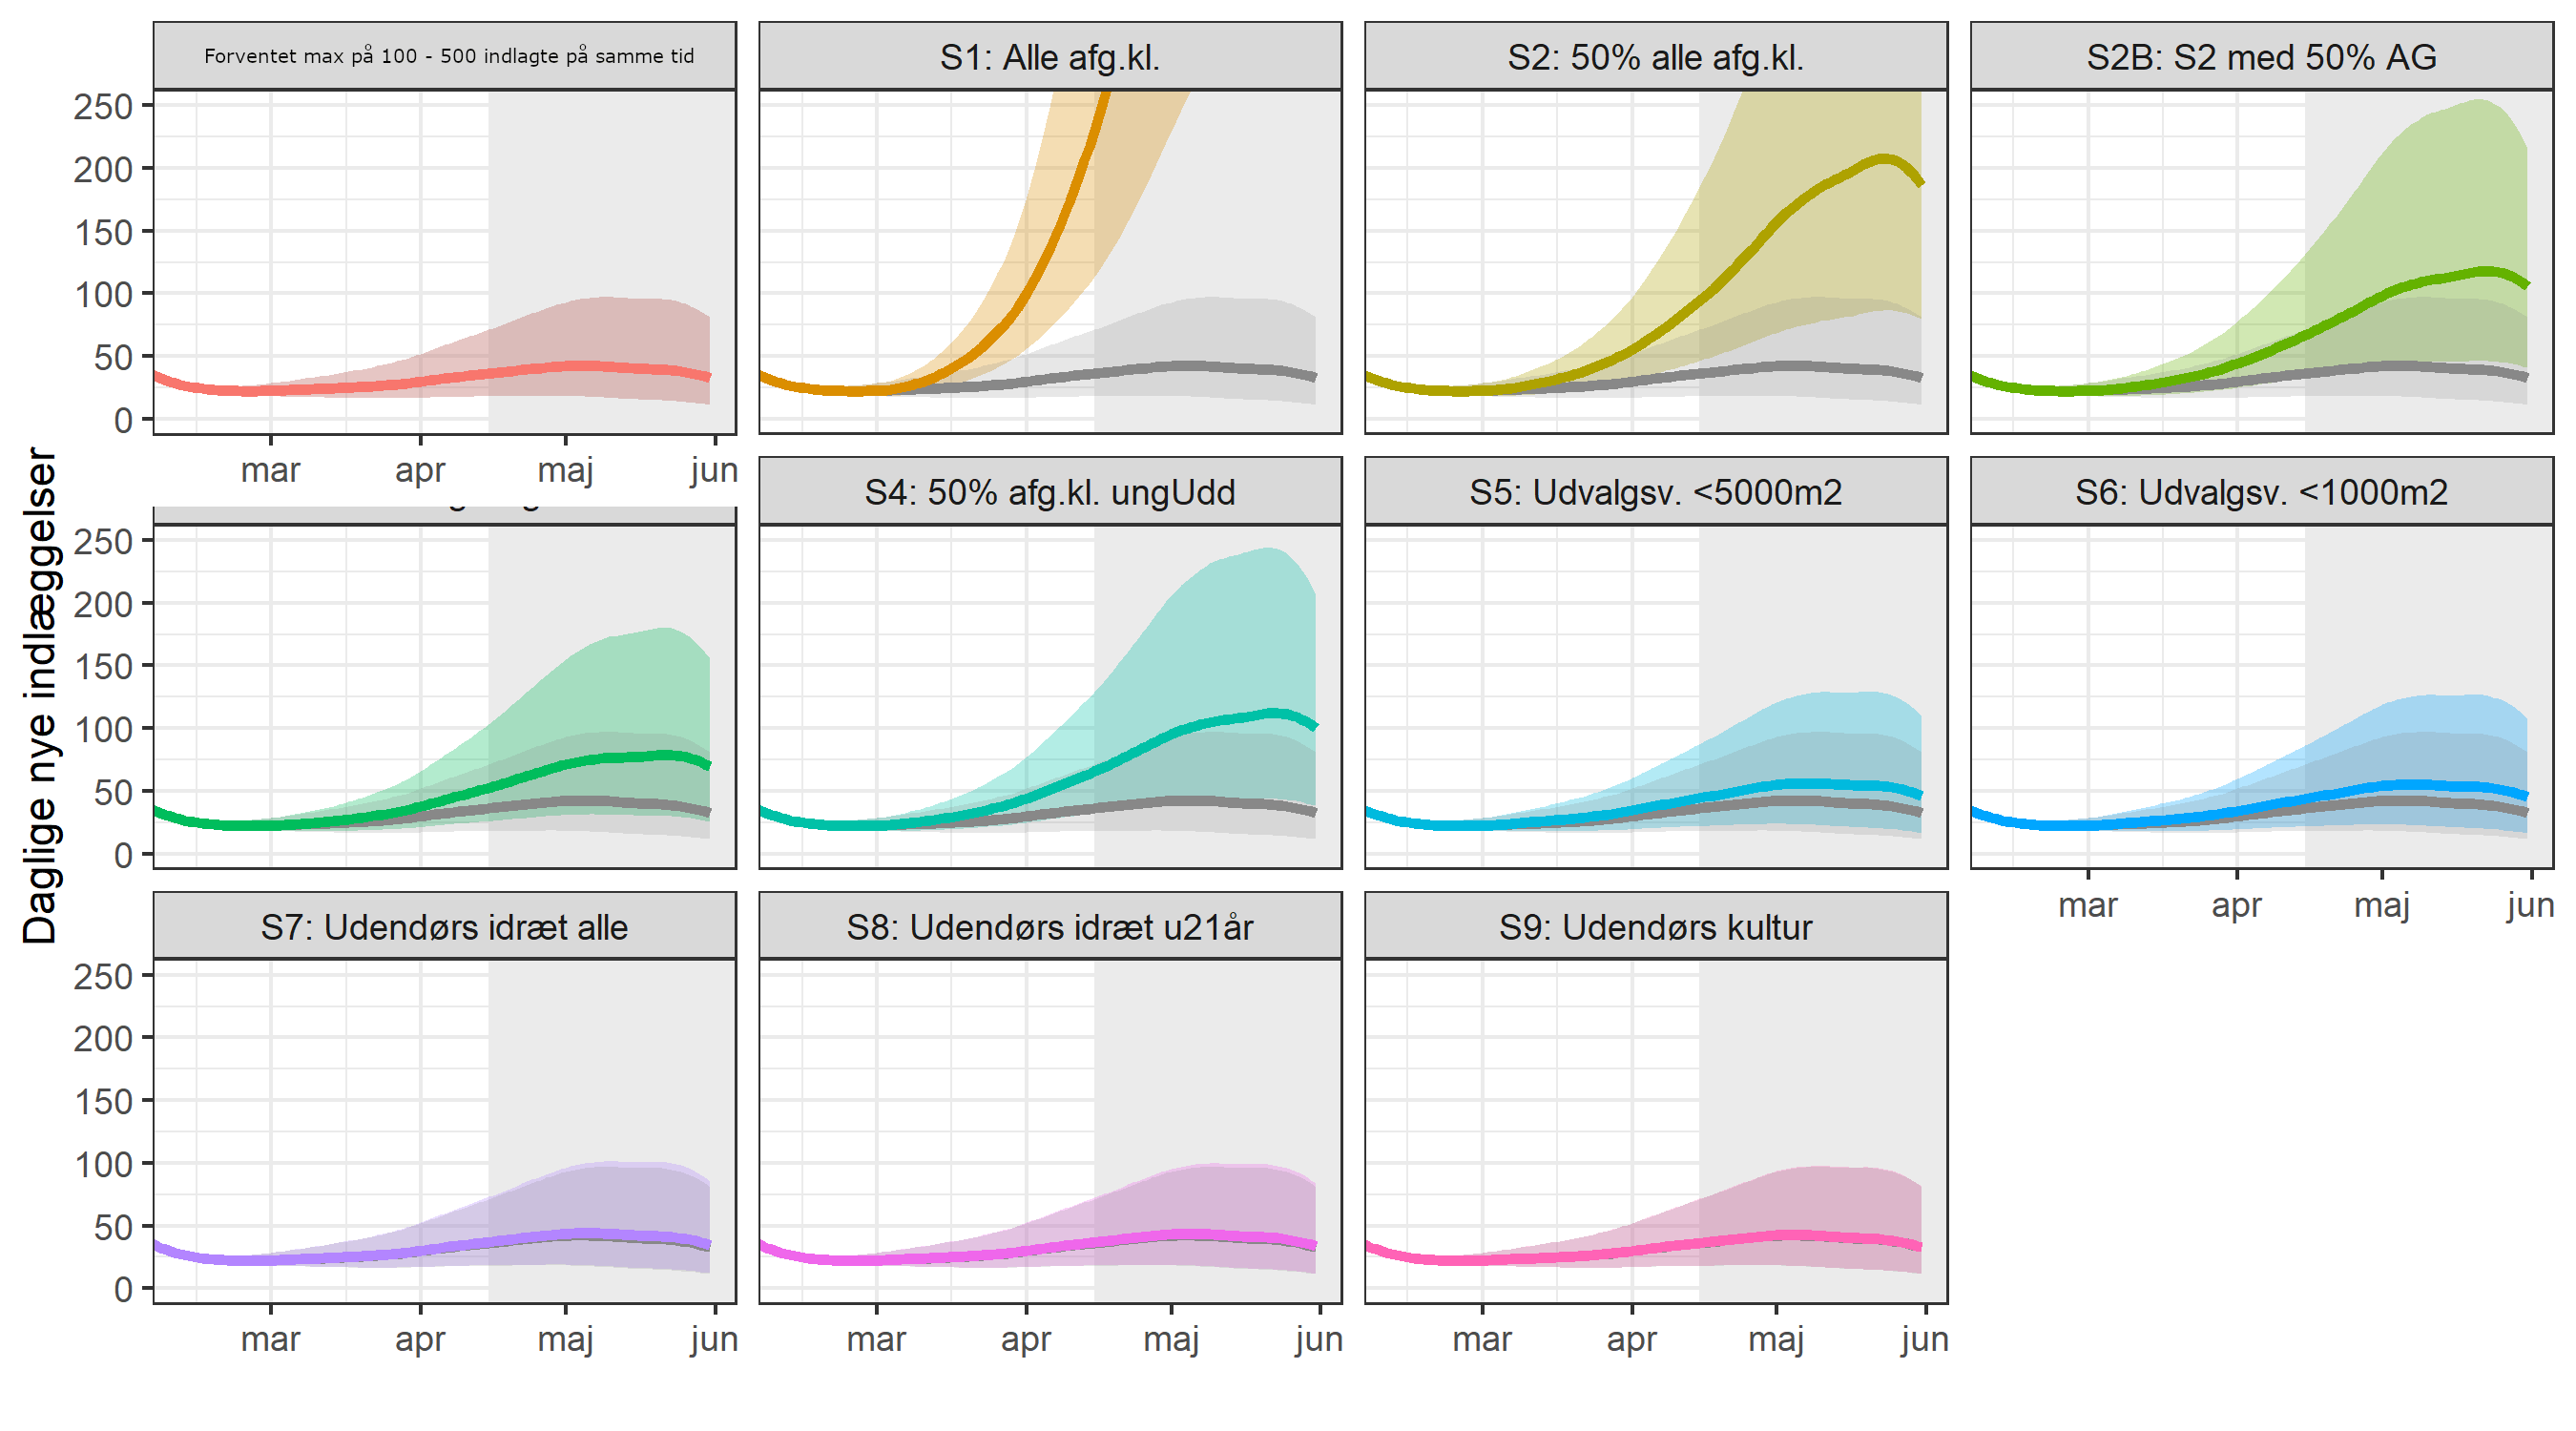 Forventet max på 100 - 500 indlagte på samme tid
S1: Alle afg.kl.
S2: 50% alle afg.kl.
S2B: S2 med 50% AG
250
200
150
100
50
0
mar apr maj jun
Daglige nye indlæggelser
S4: 50% afg.kl. ungUdd
S5: Udvalgsv. <5000m2
S6: Udvalgsv. <1000m2
250
200
150
100
50
0
mar apr maj jun
S7: Udendørs idræt alle
S8: Udendørs idræt u21år
S9: Udendørs kultur
250
200
150
100
50
0
mar apr maj jun
mar apr maj jun
mar apr maj jun